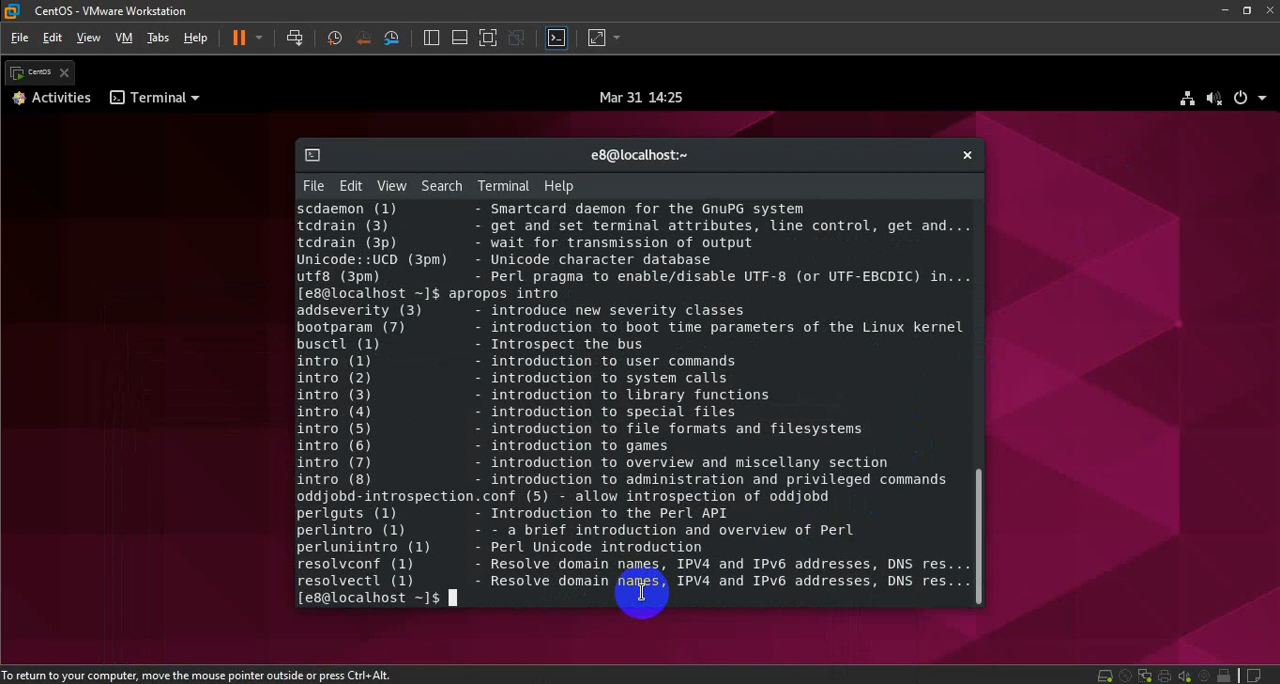 CentOS - VMware Workstation
File Edit View VM Tabs Help
CentOS
Activities Terminal Mar 31 14:25
e8@localhost:~
File Edit View Search Terminal Help
scdaemon (1) - Smartcard daemon for the GnuPG system
tcdrain (3) - get and set terminal attributes, line control, get and...
tcdrain (3p) - wait for transmission of output
Unicode::UCD (3pm) - Unicode character database
utf8 (3pm) - Perl pragma to enable/disable UTF-8 (or UTF-EBCDIC) in...
[e8@localhost ~]$ apropos intro
addseverity (3) - introduce new severity classes
bootparam (7) - introduction to boot time parameters of the Linux kernel
busctl (1) - Introspect the bus
intro (1) - introduction to user commands
intro (2) - introduction to system calls
intro (3) - introduction to library functions
intro (4) - introduction to special files
intro (5) - introduction to file formats and filesystems
intro (6) - introduction to games
intro (7) - introduction to overview and miscellany section
intro (8) - introduction to administration and privileged commands
oddjobd-introspection.conf (5) - allow introspection of oddjobd
perlguts (1) - Introduction to the Perl API
perlintro (1) - - a brief introduction and overview of Perl
perluniintro (1) - Perl Unicode introduction
resolvconf (1) - Resolve domain names, IPV4 and IPv6 addresses, DNS res...
resolvectl (1) - Resolve domain names, IPV4 and IPv6 addresses, DNS res...
[e8@localhost ~]$
To return to your computer, move the mouse pointer outside or press Ctrl+Alt.